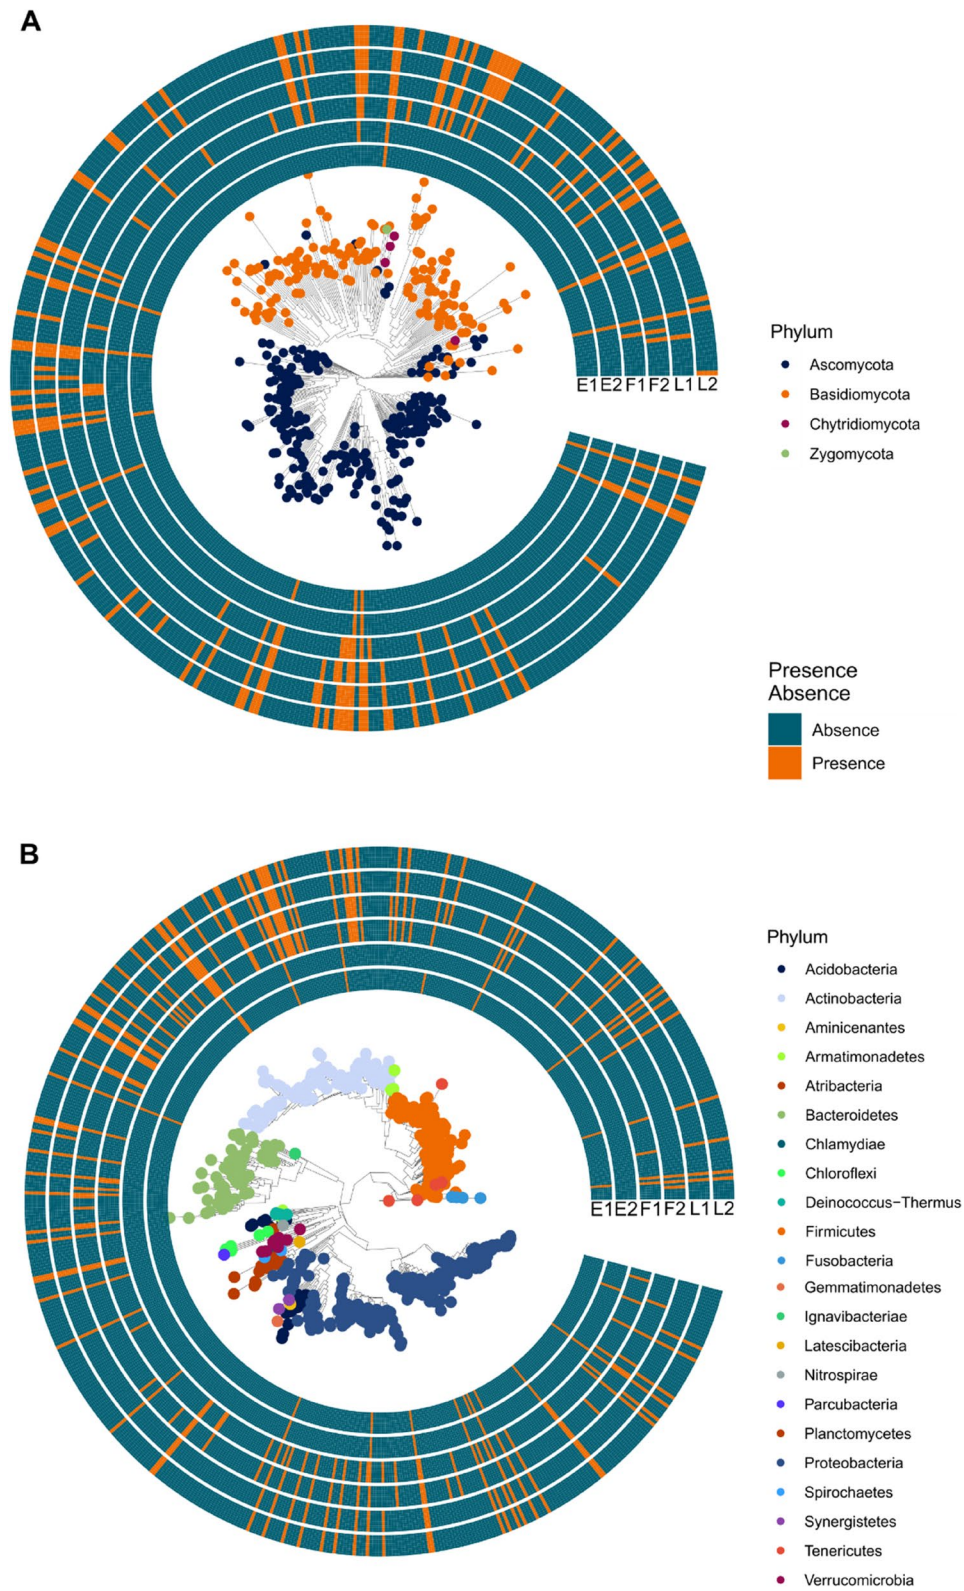 A
E1 E2 F1 F2 L1 L2
Phylum
Ascomycota
Basidiomycota
Chytridiomycota
Zygomycota
Presence
Absence
Absence
Presence
B
E1 E2 F1 F2 L1 L2
Phylum
Acidobacteria
Actinobacteria
Aminicenantes
Armatimonadetes
Atribacteria
Bacteroidetes
Chlamydiae
Chloroflexi
Deinococcus−Thermus
Firmicutes
Fusobacteria
Gemmatimonadetes
Ignavibacteriae
Latescibacteria
Nitrospirae
Parcubacteria
Planctomycetes
Proteobacteria
Spirochaetes
Synergistetes
Tenericutes
Verrucomicrobia